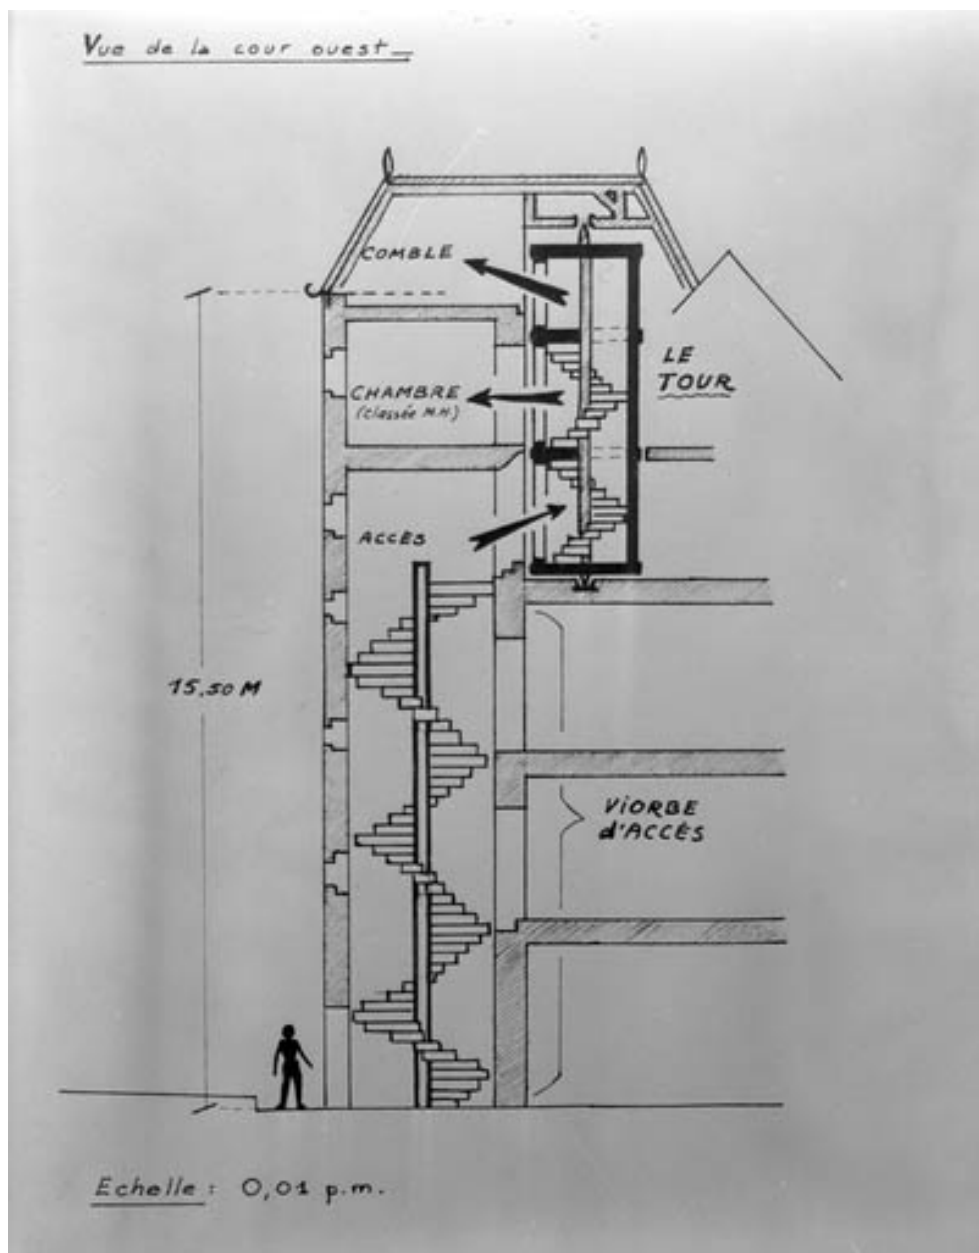 Vue de la cour ouest
COMBLE
LE
TOUR
CHAMBRE
(Classée M.H.)
ACCÈS
15,50 M
VIORBE
d'ACCÈS
Echelle : 0,01 p.m.